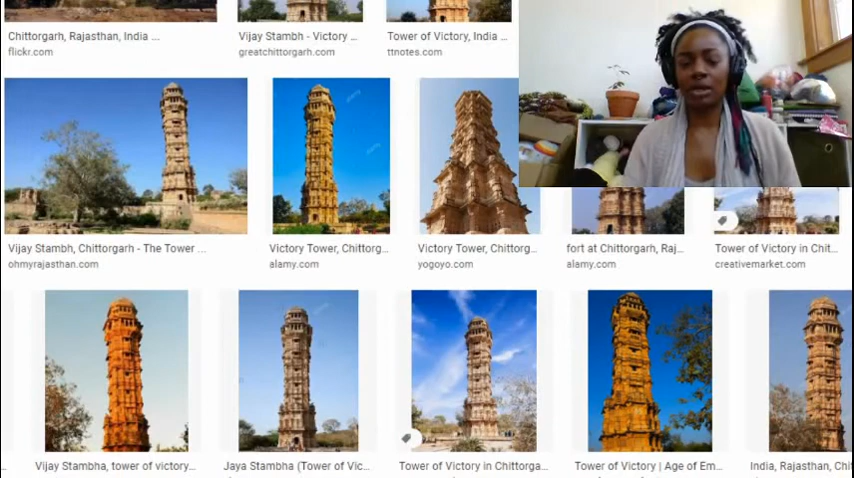 Chittorgarh, Rajasthan, India ...
flickr.com
Vijay Stambh - Victory ...
greatchittorgarh.com
Tower of Victory, India ...
ttnotes.com
Vijay Stambh, Chittorgarh - The Tower ...
ohmyrajasthan.com
Victory Tower, Chittorg...
alamy.com
Victory Tower, Chittorg...
yogoyo.com
fort at Chittorgarh, Raj...
alamy.com
Tower of Victory in Chit...
creativemarket.com
...
Vijay Stambha, tower of victory...
Jaya Stambha (Tower of Vic...
Tower of Victory in Chittorga...
Tower of Victory | Age of Em...
India, Rajasthan, Chi